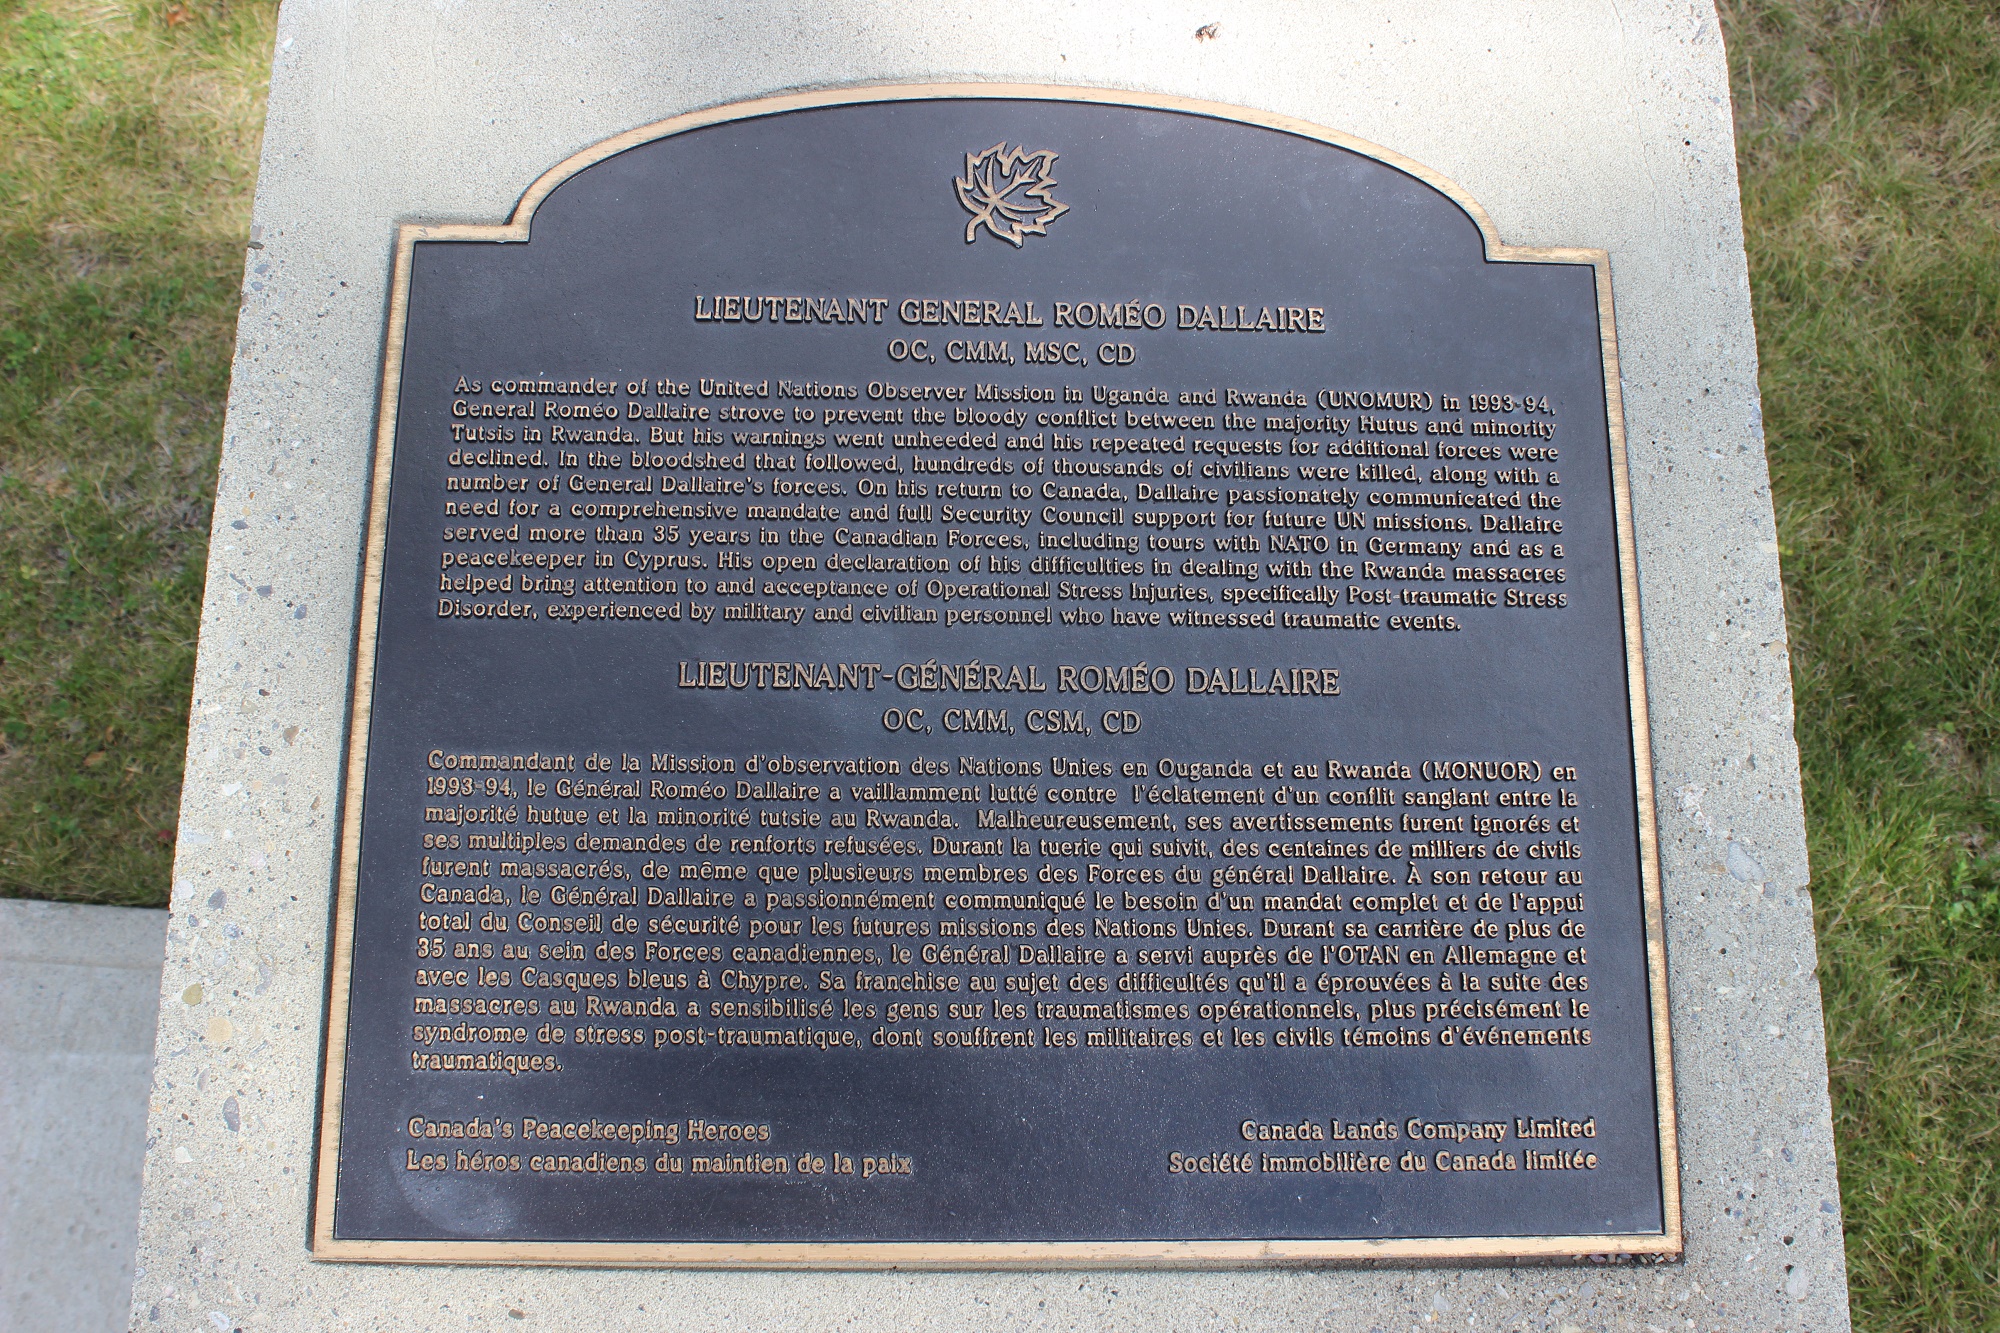 LIEUTENANT GENERAL ROMÉO DALLAIRE
OC, CMM, MSC, CD
As commander of the United Nations Observer Mission in Uganda and Rwanda (UNOMUR) in 1993-94,
General Roméo Dallaire strove to prevent the bloody conflict between the majority Hutus and minority
Tutsis in Rwanda. But his warnings went unheeded and his repeated requests for additional forces were
declined. In the bloodshed that followed, hundreds of thousands of civilians were killed, along with a
number of General Dallaire's forces. On his return to Canada, Dallaire passionately communicated the
need for a comprehensive mandate and full Security Council support for future UN missions. Dallaire
served more than 35 years in the Canadian Forces, including tours with NATO in Germany and as a
peacekeeper in Cyprus. His open declaration of his difficulties in dealing with the Rwanda massacres
helped bring attention to and acceptance of Operational Stress Injuries, specifically Post-traumatic Stress
Disorder, experienced by military and civilian personnel who have witnessed traumatic events.
LIEUTENANT-GÉNÉRAL ROMÉO DALLAIRE
OC, CMM, CSM, CD
Commandant de la Mission d'observation des Nations Unies en Ouganda et au Rwanda (MONUOR) en
1993-94, le Général Roméo Dallaire a vaillamment lutté contre l'éclatement d'un conflit sanglant entre la
majorité hutue et la minorité tutsie au Rwanda. Malheureusement, ses avertissements furent ignorés et
ses multiples demandes de renforts refusées. Durant la tuerie qui suivit, des centaines de milliers de civils
furent massacrés, de même que plusieurs membres des Forces du général Dallaire. À son retour au
Canada, le Général Dallaire a passionnément communiqué le besoin d'un mandat complet et de l'appui
total du Conseil de sécurité pour les futures missions des Nations Unies. Durant sa carrière de plus de
35 ans au sein des Forces canadiennes, le Général Dallaire a servi auprès de l'OTAN en Allemagne et
avec les Casques bleus à Chypre. Sa franchise au sujet des difficultés qu'il a éprouvées à la suite des
massacres au Rwanda a sensibilisé les gens sur les traumatismes opérationnels, plus précisément le
syndrome de stress post-traumatique, dont souffrent les militaires et les civils témoins d'événements
traumatiques.
Canada's Peacekeeping Heroes
Les héros canadiens du maintien de la paix
Canada Lands Company Limited
Société immobilière du Canada limitée